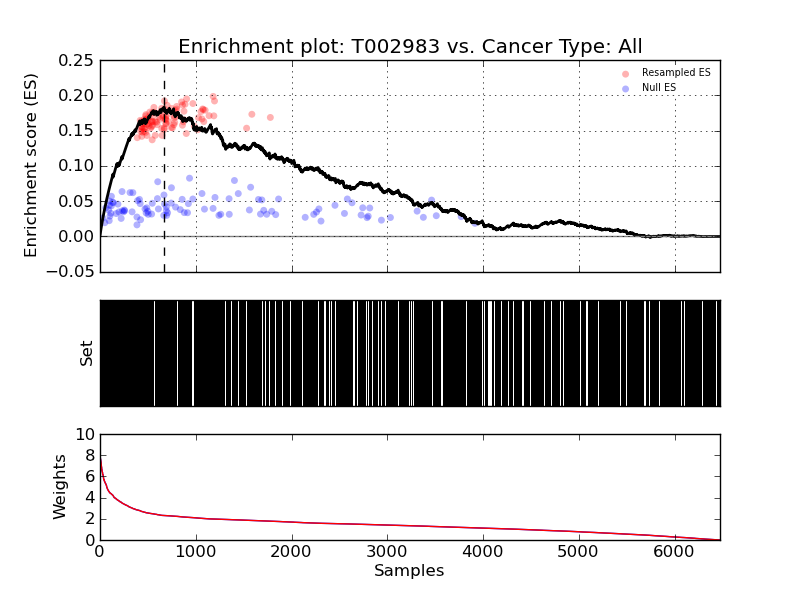 Enrichment plot: T002983 vs. Cancer Type: All
Enrichment score (ES)
0.25
0.20
0.15
0.10
0.05
0.00
−0.05
Resampled ES
Null ES
Set
Weights
10
8
6
4
2
0
0 1000 2000 3000 4000 5000 6000
Samples